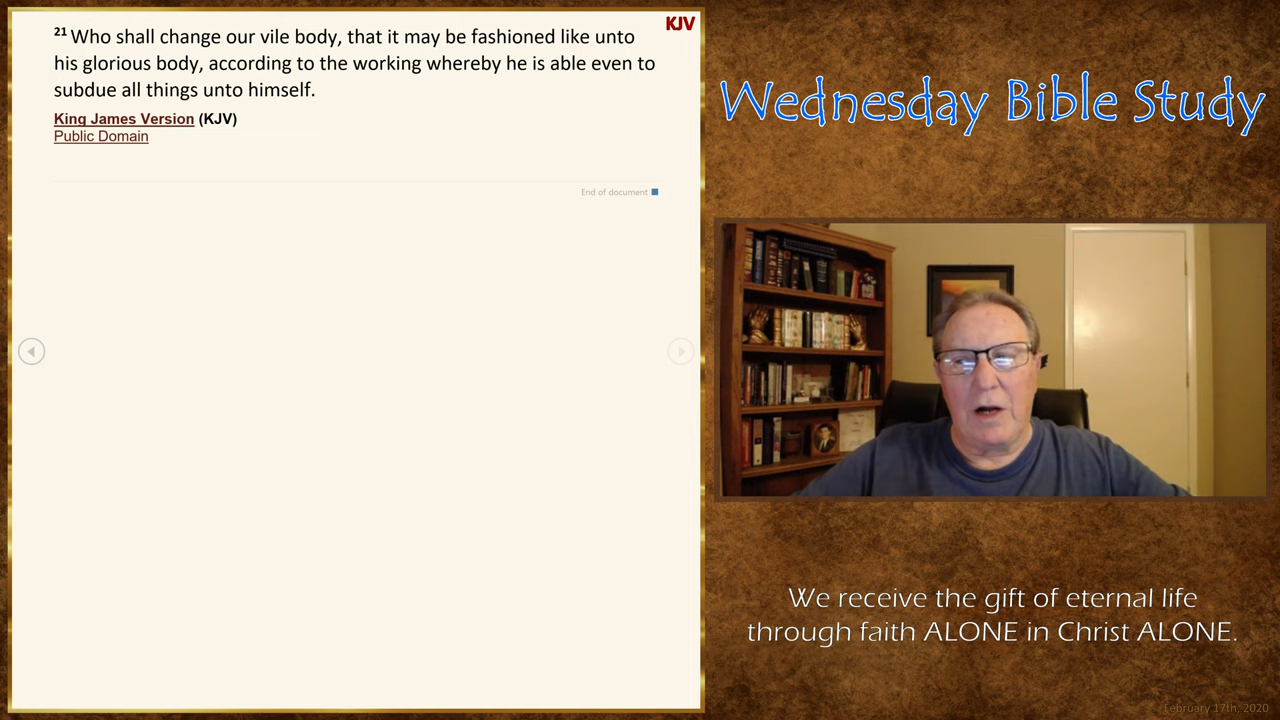 KJV
21 Who shall change our vile body, that it may be fashioned like unto
his glorious body, according to the working whereby he is able even to
subdue all things unto himself.
King James Version (KJV)
Public Domain
End of document
Wednesday Bible Study
We receive the gift of eternal life
through faith ALONE in Christ ALONE.
February 17th, 2020